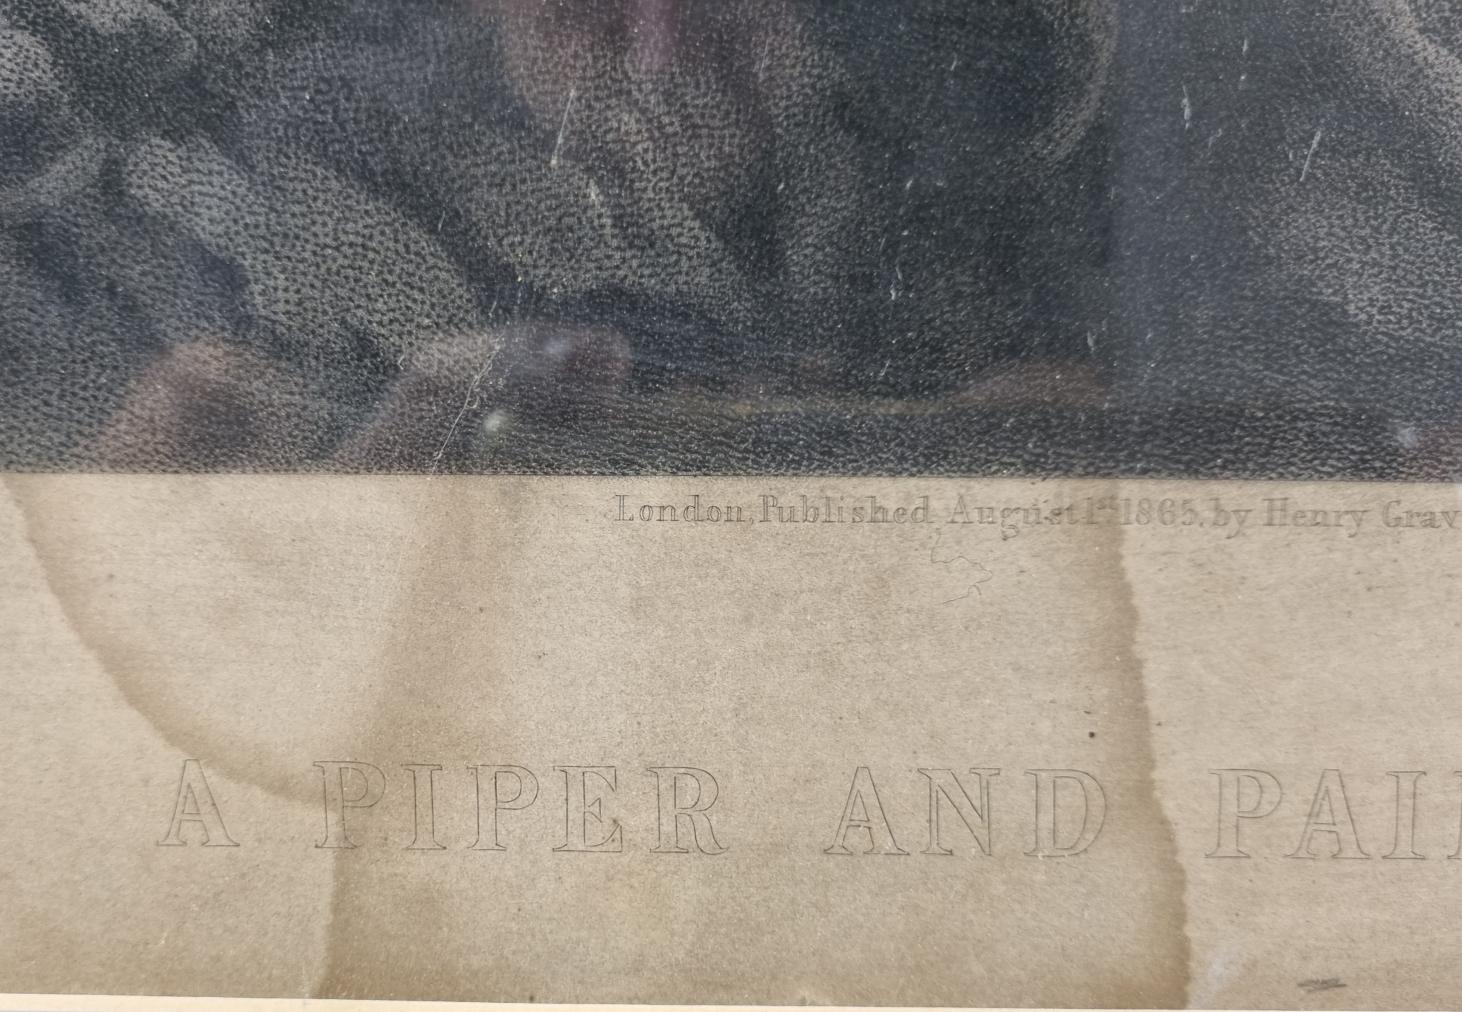 London, Published August 1st 1865, by Henry Grav
A PIPER AND PAI